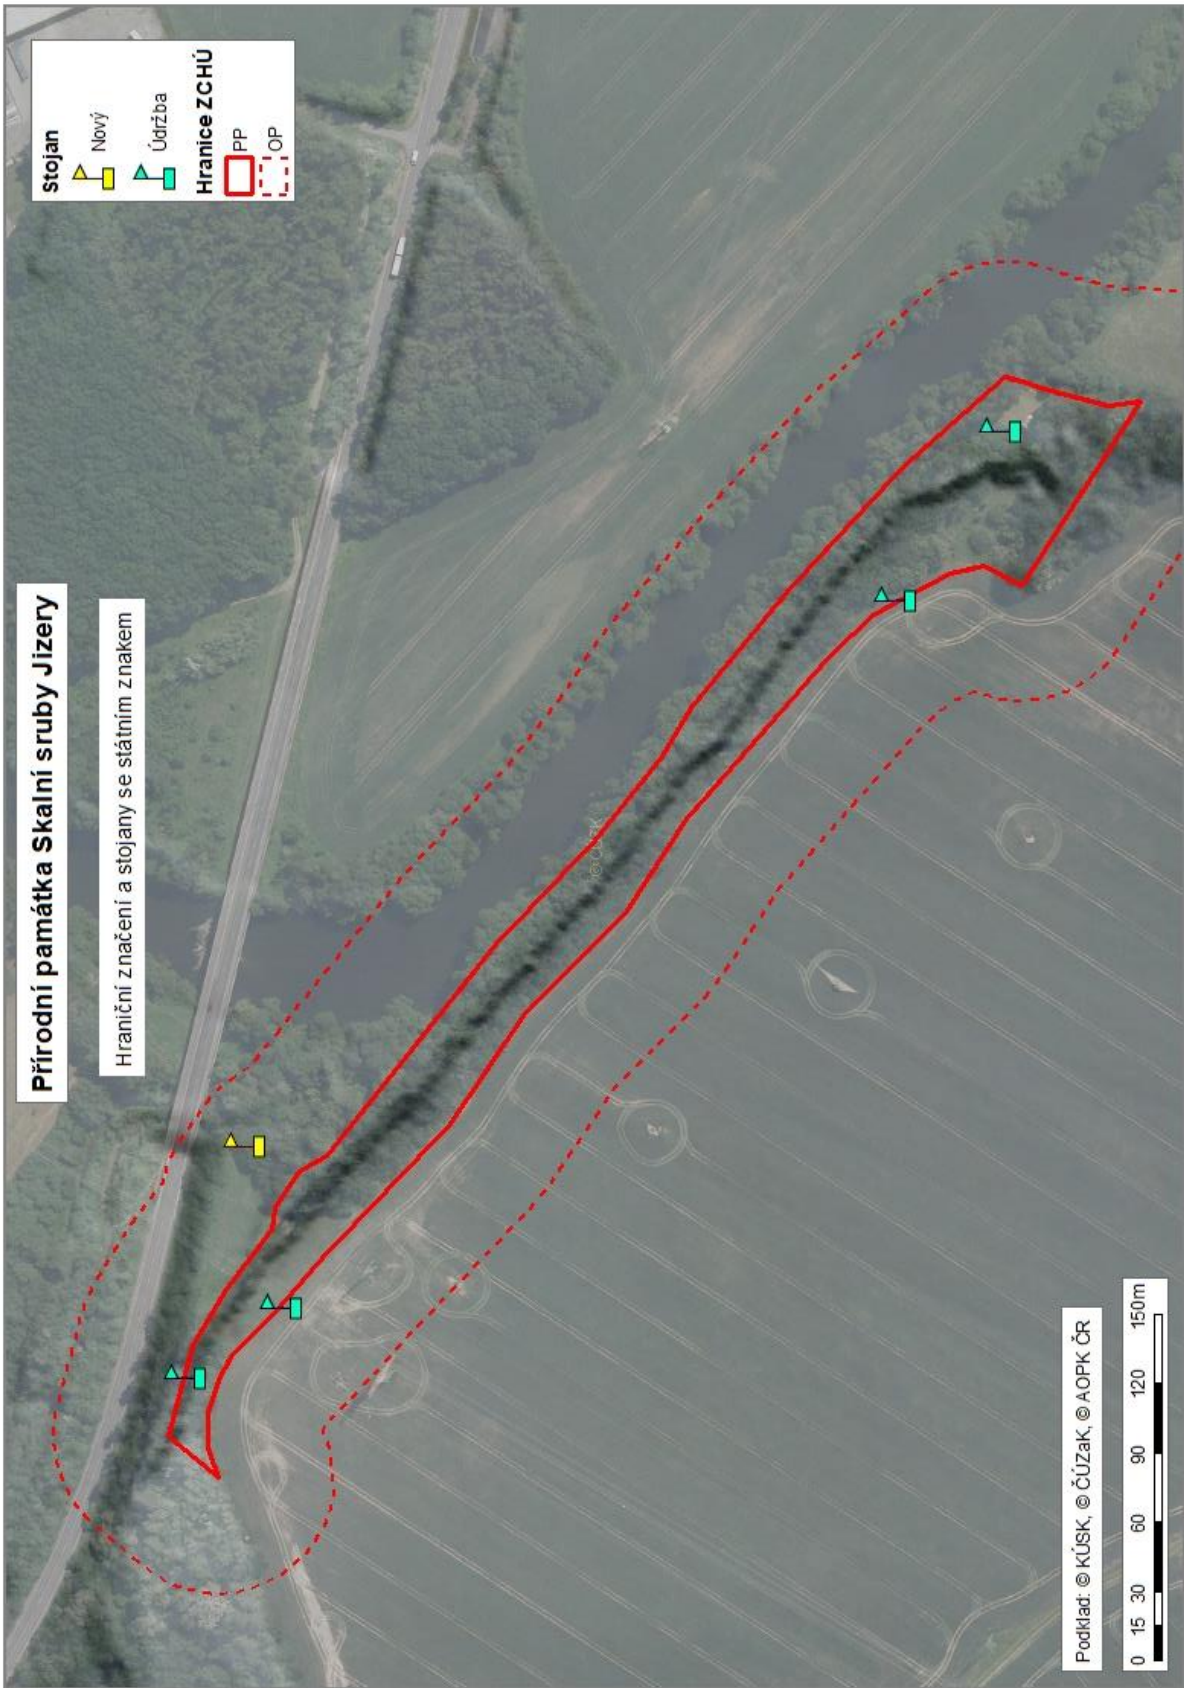 Přírodní památka Skalní sruby Jizery
Hraniční značení a stojany se státním znakem
Stojan
Nový
Údržba
Hranice ZCHÚ
PP
OP
© ČÚZK
Podklad: © KÚSK, © ČÚZaK, © AOPK ČR
0 15 30 60 90 120 150m